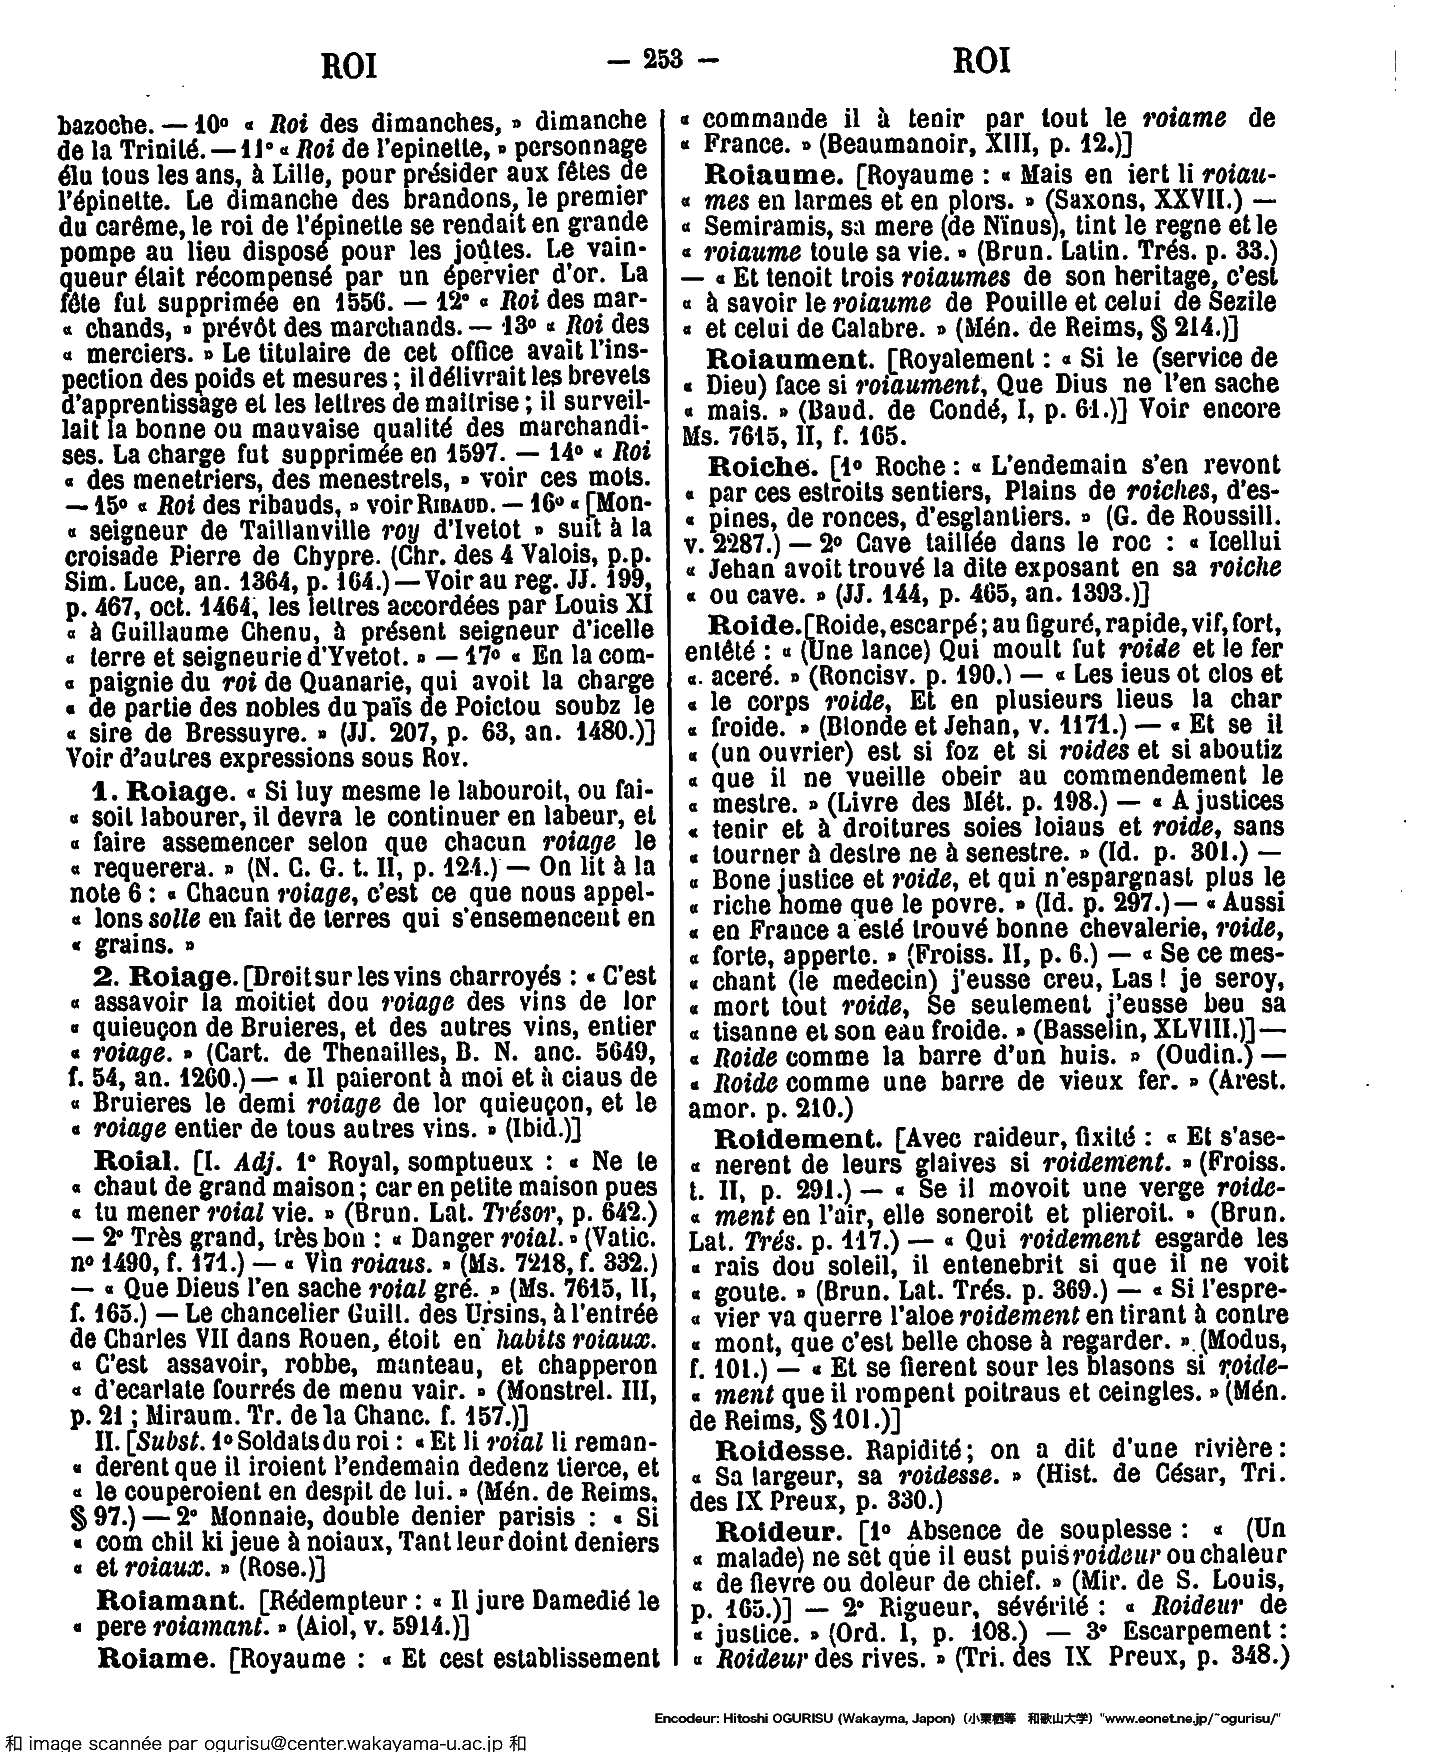 ROI
— 253 —
ROI
bazoche. — 10º « Roi des dimanches, » dimanche
de la Trinité. — 11º « Roi de l'epinette, » personnage
élu tous les ans, à Lille, pour présider aux fêtes de
l'épinette. Le dimanche des brandons, le premier
du carême, le roi de l'épinette se rendait en grande
pompe au lieu disposé pour les joûtes. Le vain-
queur était récompensé par un épervier d'or. La
fête fut supprimée en 1556. — 12º « Roi des mar-
« chands, » prévôt des marchands. — 13º « Roi des
« merciers. » Le titulaire de cet office avait l'ins-
pection des poids et mesures ; il délivrait les brevets
d'apprentissage et les lettres de maîtrise ; il surveil-
lait la bonne ou mauvaise qualité des marchandi-
ses. La charge fut supprimée en 1597. — 14º « Roi
« des menetriers, des menestrels, » voir ces mots.
— 15º « Roi des ribauds, » voir RIBAUD. — 16º « [Mon-
« seigneur de Taillanville roy d'Ivetot » suit à la
croisade Pierre de Chypre. (Chr. des 4 Valois, p.p.
Sim. Luce, an. 1364, p. 164.) — Voir au reg. JJ. 199,
p. 467, oct. 1464, les lettres accordées par Louis XI
« à Guillaume Chenu, à présent seigneur d'icelle
« terre et seigneurie d'Yvetot. » — 17º « En la com-
« paignie du roi de Quanarie, qui avoit la charge
« de partie des nobles du païs de Poictou soubz le
« sire de Bressuyre. » (JJ. 207, p. 63, an. 1480.)]
Voir d'autres expressions sous ROY.
1. Roiage. « Si luy mesme le labouroit, ou fai-
« soit labourer, il devra le continuer en labeur, et
« faire assemencer selon que chacun roiage le
« requerera. » (N. C. G. t. II, p. 124.) — On lit à la
note 6 : « Chacun roiage, c'est ce que nous appel-
« lons solle en fait de terres qui s'ensemencent en
« grains. »
2. Roiage. [Droit sur les vins charroyés : « C'est
« assavoir la moitiet dou roiage des vins de lor
« quieuçon de Bruieres, et des autres vins, entier
« roiage. » (Cart. de Thenailles, B. N. anc. 5649,
f. 54, an. 1260.) — « Il paieront à moi et à ciaus de
« Bruieres le demi roiage de lor quieuçon, et le
« roiage entier de tous autres vins. » (Ibid.)]
Roial. [I. Adj. 1º Royal, somptueux : « Ne te
« chaut de grand maison ; car en petite maison pues
« tu mener roial vie. » (Brun. Lat. Trésor, p. 642.)
— 2º Très grand, très bon : « Danger roial. » (Vatic.
nº 1490, f. 171.) — « Vin roiaus. » (Ms. 7218, f. 332.)
— « Que Dieus l'en sache roial gré. » (Ms. 7615, II,
f. 165.) — Le chancelier Guill. des Ursins, à l'entrée
de Charles VII dans Rouen, étoit en habits roiaux.
« C'est assavoir, robbe, manteau, et chapperon
« d'ecarlate fourrés de menu vair. » (Monstrel. III,
p. 21 ; Miraum. Tr. de la Chanc. f. 157.)]
II. [Subst. 1º Soldats du roi : « Et li roial li reman-
« derent que il iroient l'endemain dedenz tierce, et
« le couperoient en despit de lui. » (Mén. de Reims,
§ 97.) — 2º Monnaie, double denier parisis : « Si
« com chil ki jeue à noiaux, Tant leur doint deniers
« et roiaux. » (Rose.)]
Roiamant. [Rédempteur : « Il jure Damedié le
« pere roiamant. » (Aiol, v. 5914.)]
Roiame. [Royaume : « Et cest establissement
« commande il à tenir par tout le roiame de
« France. » (Beaumanoir, XIII, p. 12.)]
Roiaume. [Royaume : « Mais en iert li roiau-
« mes en larmes et en plors. » (Saxons, XXVII.) —
« Semiramis, sa mere (de Nïnus), tint le regne et le
« roiaume toute sa vie. » (Brun. Latin. Trés. p. 33.)
— « Et tenoit trois roiaumes de son heritage, c'est
« à savoir le roiaume de Pouille et celui de Sezile
« et celui de Calabre. » (Mén. de Reims, § 214.)]
Roiaument. [Royalement : « Si le (service de
« Dieu) face si roiaument, Que Dius ne l'en sache
« mais. » (Baud. de Condé, I, p. 61.)] Voir encore
Ms. 7615, II, f. 165.
Roiche. [1º Roche : « L'endemain s'en revont
« par ces estroits sentiers, Plains de roiches, d'es-
« pines, de ronces, d'esglantiers. » (G. de Roussill.
v. 2287.) — 2º Cave taillée dans le roc : « Icellui
« Jehan avoit trouvé la dite exposant en sa roiche
« ou cave. » (JJ. 144, p. 465, an. 1393.)]
Roide. [Roide, escarpé ; au figuré, rapide, vif, fort,
entêté : « (Une lance) Qui moult fut roide et le fer
« aceré. » (Roncisv. p. 190.) — « Les ieus ot clos et
« le corps roide, Et en plusieurs lieus la char
« froide. » (Blonde et Jehan, v. 1171.) — « Et se il
« (un ouvrier) est si foz et si roides et si aboutiz
« que il ne vueille obeir au commendement le
« mestre. » (Livre des Mét. p. 198.) — « A justices
« tenir et à droitures soies loiaus et roide, sans
« tourner à destre ne à senestre. » (Id. p. 301.) —
« Bone justice et roide, et qui n'espargnast plus le
« riche home que le povre. » (Id. p. 297.) — « Aussi
« en France a esté trouvé bonne chevalerie, roide,
« forte, apperte. » (Froiss. II, p. 6.) — « Se ce mes-
« chant (le medecin) j'eusse creu, Las ! je seroy,
« mort tout roide, Se seulement j'eusse beu sa
« tisanne et son eau froide. » (Basselin, XLVIII.)] —
« Roide comme la barre d'un huis. » (Oudin.) —
« Roide comme une barre de vieux fer. » (Arest.
amor. p. 210.)
Roidement. [Avec raideur, fixité : « Et s'ase-
« nerent de leurs glaives si roidement. » (Froiss.
t. II, p. 291.) — « Se il movoit une verge roide-
« ment en l'air, elle soneroit et plieroit. » (Brun.
Lat. Trés. p. 117.) — « Qui roidement esgarde les
« rais dou soleil, il entenebrit si que il ne voit
« goute. » (Brun. Lat. Trés. p. 369.) — « Si l'espre-
« vier va querre l'aloe roidement en tirant à contre
« mont, que c'est belle chose à regarder. » (Modus,
f. 101.) — « Et se fierent sour les blasons si roide-
« ment que il rompent poitraus et ceingles. » (Mén.
de Reims, § 101.)]
Roidesse. Rapidité ; on a dit d'une rivière :
« Sa largeur, sa roidesse. » (Hist. de César, Tri.
des IX Preux, p. 330.)
Roideur. [1º Absence de souplesse : « (Un
« malade) ne set que il eust puis roideur ou chaleur
« de fievre ou doleur de chief. » (Mir. de S. Louis,
p. 165.)] — 2º Rigueur, sévérité : « Roideur de
« justice. » (Ord. I, p. 108.) — 3º Escarpement :
« Roideur des rives. » (Tri. des IX Preux, p. 348.)
Encodeur: Hitoshi OGURISU (Wakayma, Japon) (小栗栖等 和歌山大学) "www.eonet.ne.jp/~ogurisu/"
和 image scannée par ogurisu@center.wakayama-u.ac.jp 和